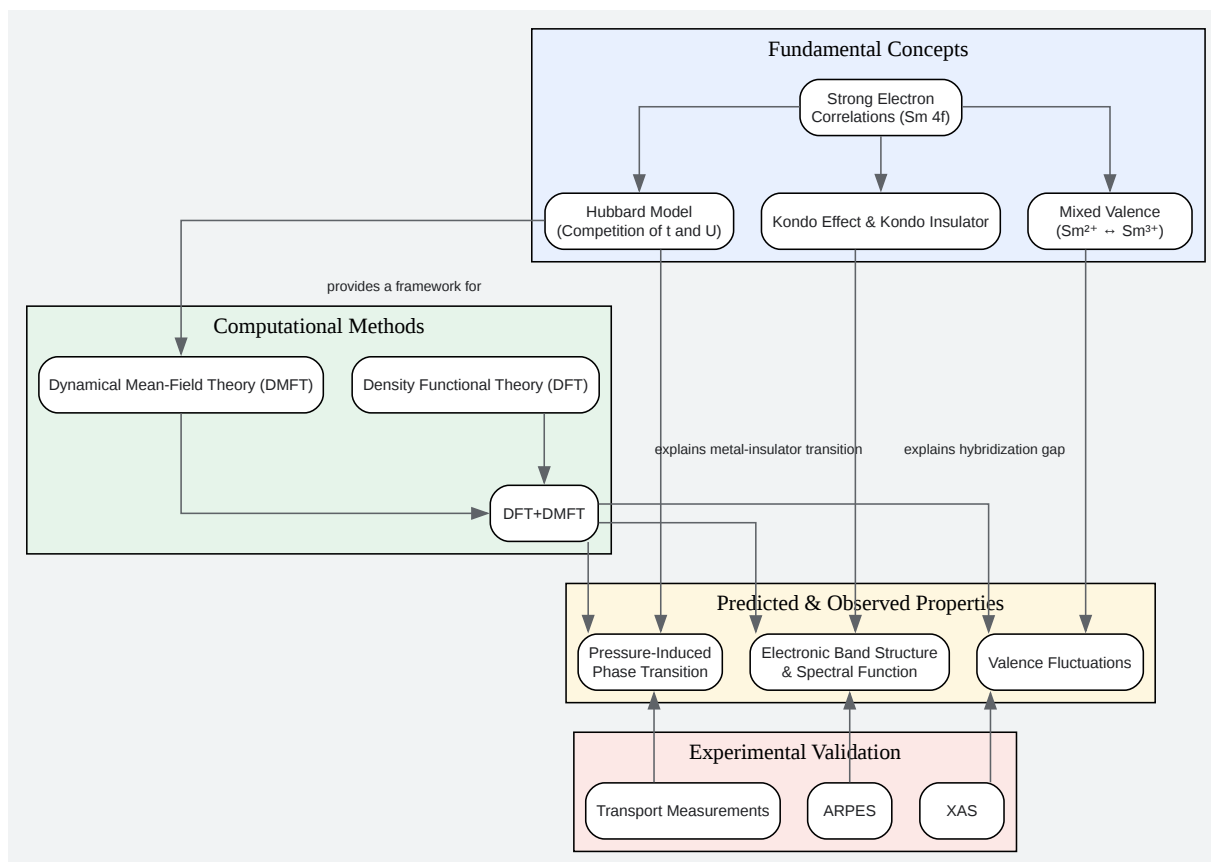 Fundamental Concepts
Strong Electron
Correlations (Sm 4f)
Hubbard Model
(Competition of t and U)
Kondo Effect & Kondo Insulator
Mixed Valence
(Sm²⁺ ↔ Sm³⁺)
provides a framework for
Computational Methods
Dynamical Mean-Field Theory (DMFT)
Density Functional Theory (DFT)
explains metal-insulator transition
explains hybridization gap
DFT+DMFT
Predicted & Observed Properties
Pressure-Induced
Phase Transition
Electronic Band Structure
& Spectral Function
Valence Fluctuations
Experimental Validation
Transport Measurements
ARPES
XAS